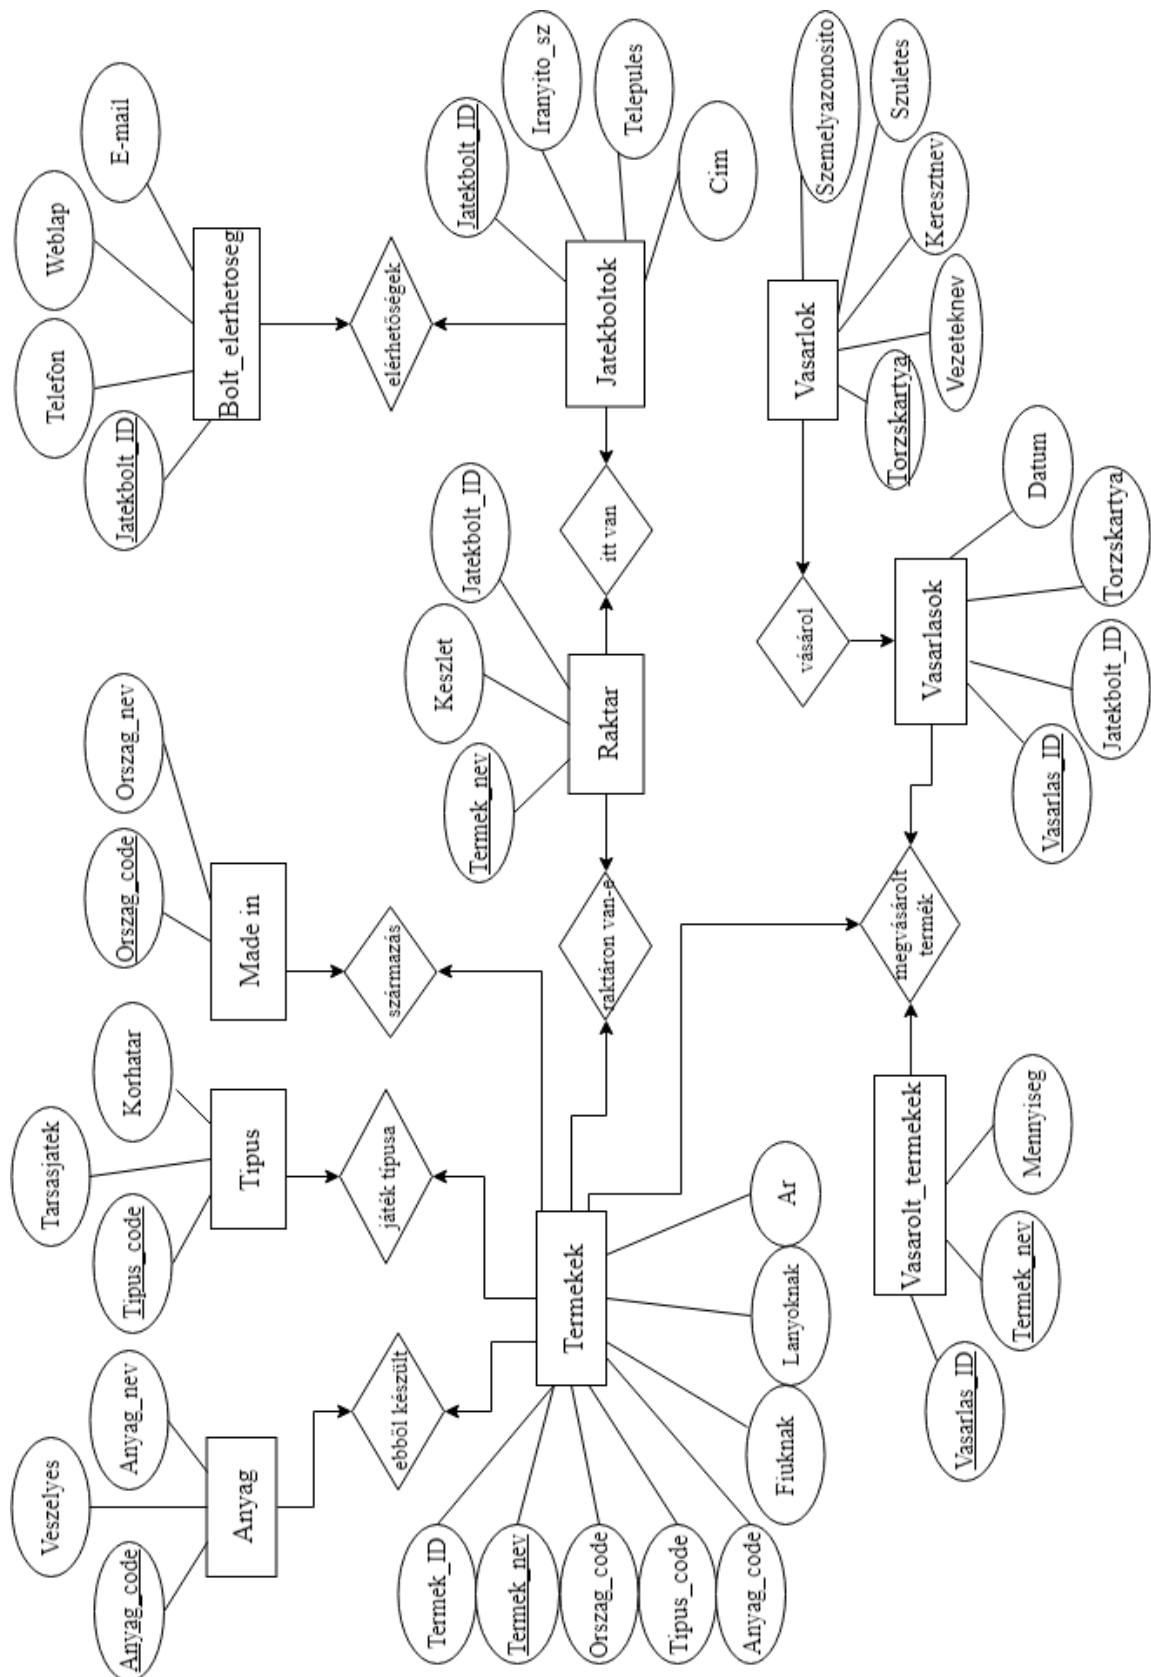 Veszelyes
Tarsasjatek
Telefon
Weblap
Anyag_code
Anyag_nev
Tipus_code
Korhatar
Orszag_code
Orszag_nev
Jatekbolt_ID
E-mail
Anyag
Tipus
Made in
Bolt_elerhetoseg
ebböl készült
játék típusa
származás
elérhetöségek
Termek_ID
Keszlet
Termek_nev
Jatekbolt_ID
Jatekbolt_ID
Iranyito_sz
Termek_nev
Termekek
raktáron van-e
Raktar
itt van
Jatekboltok
Orszag_code
Telepules
Tipus_code
Cim
Anyag_code
Fiuknak
Lanyoknak
Ar
vásárol
Vasarlok
Szemelyazonosito
Torzskartya
Szuletes
Keresztnev
Vezeteknev
Vasarolt_termekek
megvásárolt
termék
Vasarlasok
Datum
Vasarlas_ID
Termek_nev
Mennyiseg
Vasarlas_ID
Jatekbolt_ID
Torzskartya